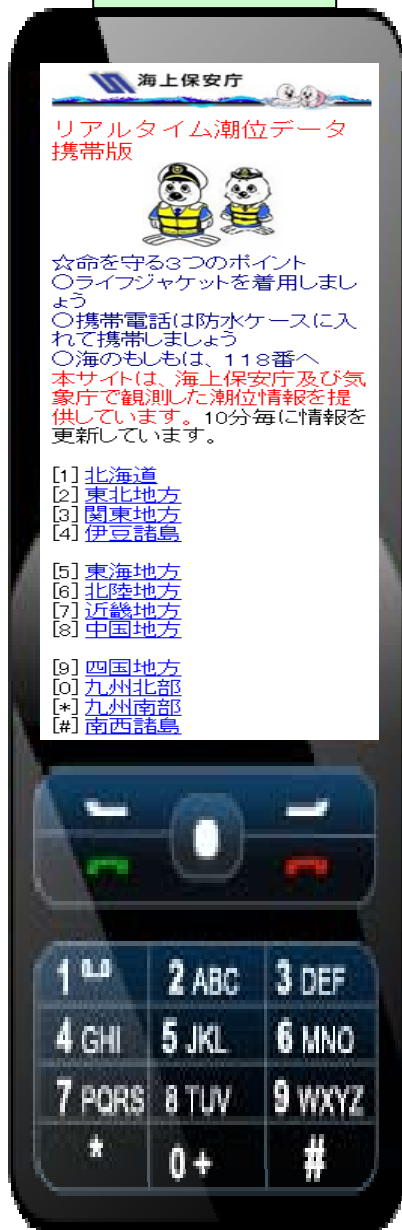 海上保安庁
リアルタイム潮位データ
携帯版
☆命を守る3つのポイント
○ライフジャケットを着用しまし
ょう
○携帯電話は防水ケースに入
れて携帯しましょう
○海のもしもは、118番へ
本サイトは、海上保安庁及び気
象庁で観測した潮位情報を提
供しています。10分毎に情報を
更新しています。
[1] 北海道
[2] 東北地方
[3] 関東地方
[4] 伊豆諸島
[5] 東海地方
[6] 北陸地方
[7] 近畿地方
[8] 中国地方
[9] 四国地方
[0] 九州北部
[*] 九州南部
[#] 南西諸島
1 2 ABC 3 DEF
4 GHI 5 JKL 6 MNO
7 PQRS 8 TUV 9 WXYZ
* 0 + #